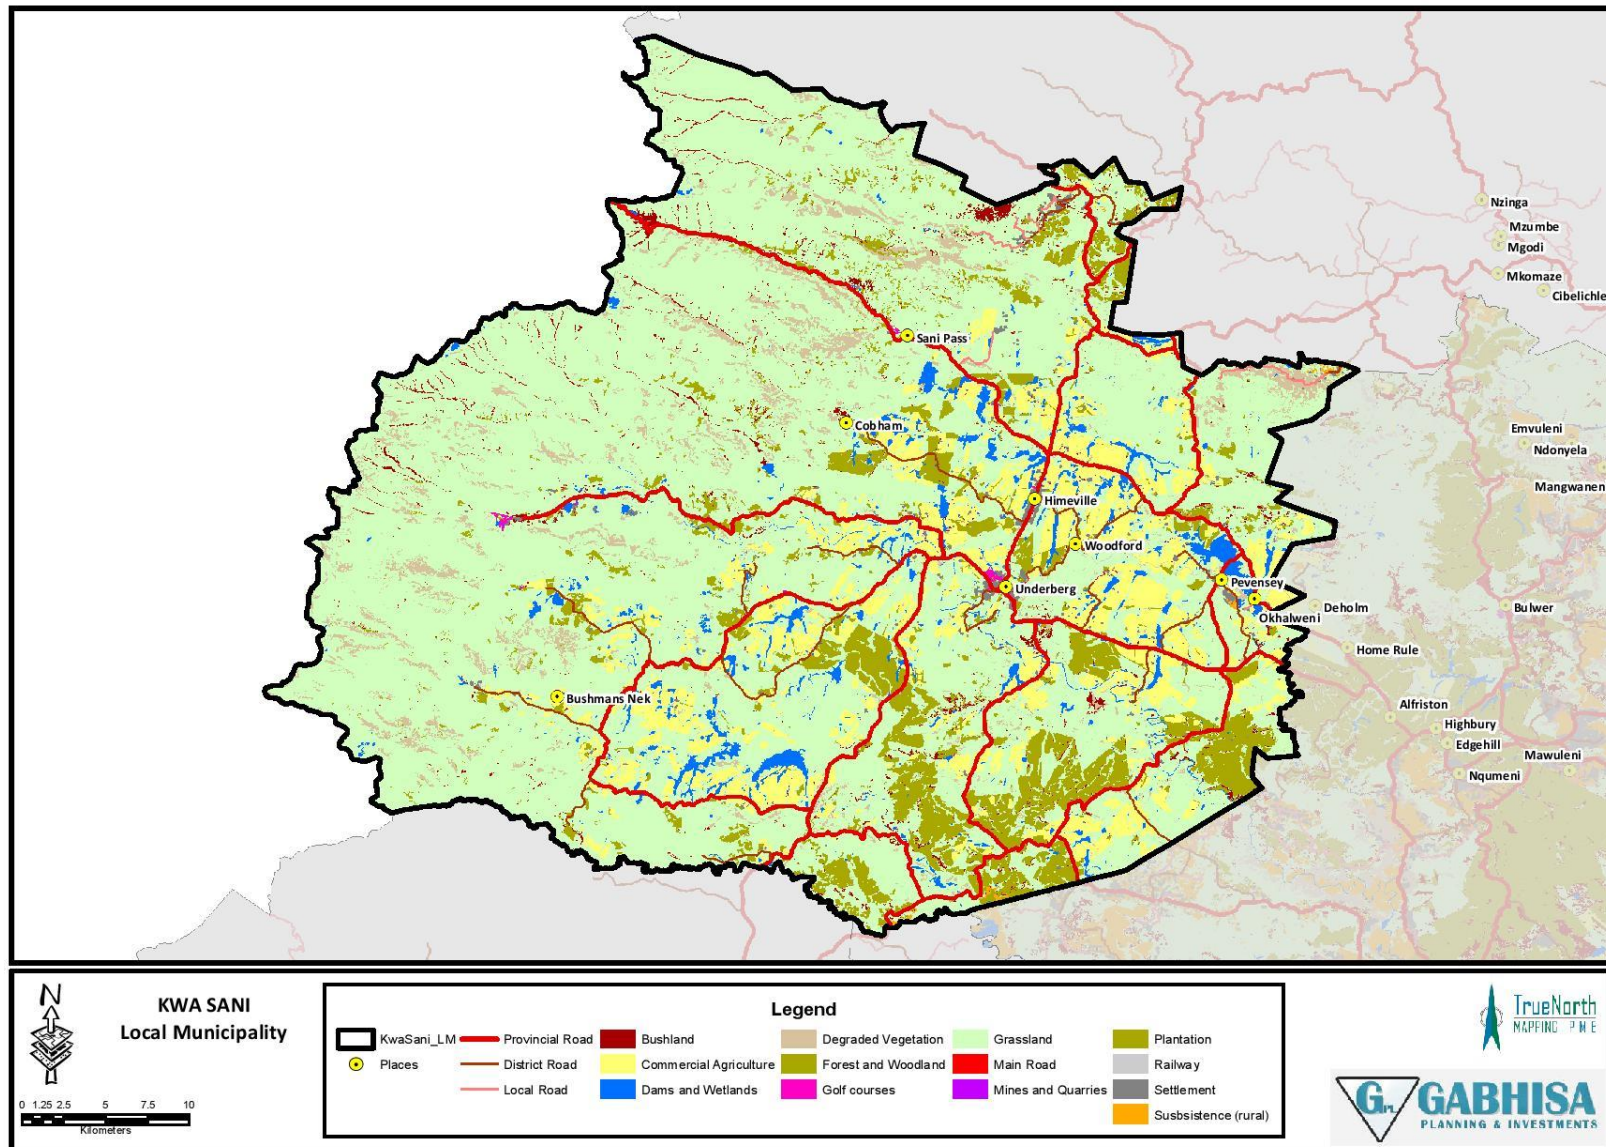 Nzinga
Mzumbe
Mgodi
Mkomaze
Cibelichle
Sani Pass
Cobham
Emvuleni
Ndonyela
Mangwanen
Himeville
Woodford
Underberg
Pevensey
Okhalweni
Deholm
Bulwer
Home Rule
Bushmans Nek
Alfriston
Highbury
Edgehill
Mawuleni
Nqumeni
N
KWA SANI
Local Municipality
0 1.25 2.5 5 7.5 10
Kilometers
Legend
KwaSani_LM
Places
Provincial Road
District Road
Local Road
Bushland
Commercial Agriculture
Dams and Wetlands
Degraded Vegetation
Forest and Woodland
Golf courses
Grassland
Main Road
Mines and Quarries
Plantation
Railway
Settlement
Susbsistence (rural)
TrueNorth
MAPPING PME
GPI
GABHISA
PLANNING & INVESTMENTS